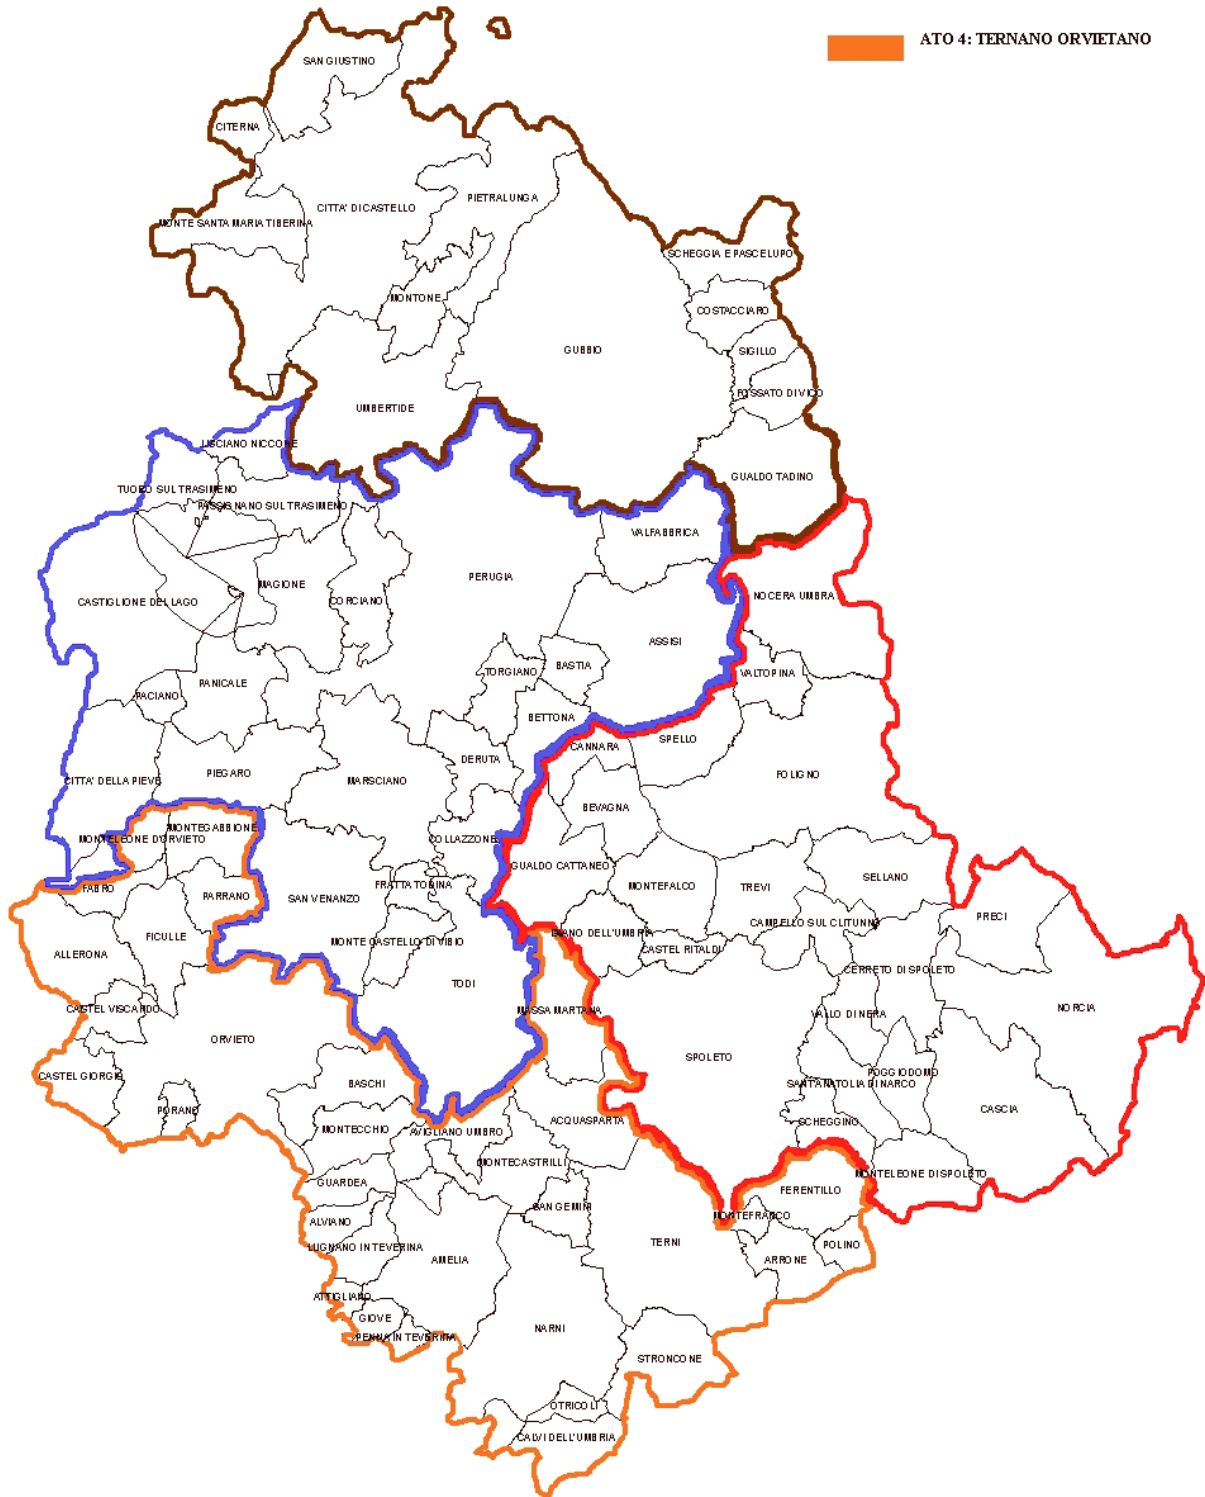 ATO 4: TERNANO ORVIETANO
SAN GIUSTINO
CITERNA
CITTA' DI CASTELLO
PIETRALUNGA
MONTE SANTA MARIA TIBERINA
SCHEGGIA E PASCELUPO
MONTONE
COSTACCIARO
GUBBIO
SIGILLO
FOSSATO DI VICO
UMBERTIDE
LISCIANO NICCONE
GUALDO TADINO
TUORO SUL TRASIMENO
PASSIGNANO SUL TRASIMENO
VALFABBRICA
PERUGIA
MAGIONE
NOCERA UMBRA
CASTIGLIONE DEL LAGO
CORCIANO
ASSISI
BASTIA
TORGIANO
VALTOPINA
PANICALE
PACIANO
BETTONA
SPELLO
CANNARA
DERUTA
PIEGARO
FOLIGNO
CITTA' DELLA PIEVE
MARSCIANO
BEVAGNA
MONTEGABBIONE
MONTELEONE D'ORVIETO
COLLAZZONE
GUALDO CATTANEO
SELLANO
FABRO
FRATTA TODINA
MONTEFALCO
TREVI
PARRANO
SAN VENANZO
PRECI
CAMPELLO SUL CLITUNNO
GIANO DELL'UMBRIA
FICULLE
MONTE CASTELLO DI VIBIO
CASTEL RITALDI
ALLERONA
CERRETO DI SPOLETO
TODI
CASTEL VISCARDO
MASSA MARTANA
NORCIA
VALLO DI NERA
ORVIETO
SPOLETO
POGGIODOMO
CASTEL GIORGIO
BASCHI
SANT'ANATOLIA DI NARCO
PORANO
CASCIA
ACQUASPARTA
SCHEGGINO
MONTECCHIO
AVIGLIANO UMBRO
MONTECASTRILLI
MONTELEONE DI SPOLETO
GUARDEA
FERENTILLO
SAN GEMINI
MONTEFRANCO
ALVIANO
TERNI
POLINO
LUGNANO IN TEVERINA
AMELIA
ARRONE
ATTIGLIANO
GIOVE
NARNI
PENNA IN TEVERINA
STRONCONE
OTRICOLI
CALVI DELL'UMBRIA